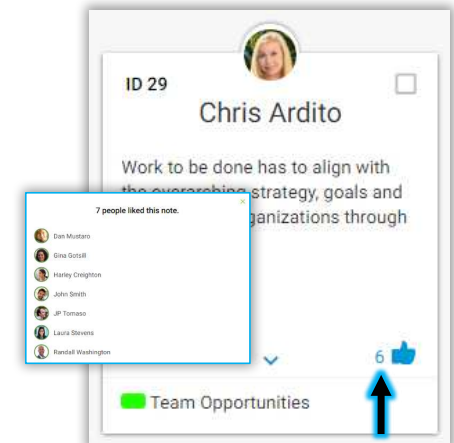 ID 29
Chris Ardito
Work to be done has to align with
the overarching strategy, goals and
ganizations through
7 people liked this note.
Dan Mustaro
Gina Gotsill
Harley Creighton
John Smith
JP Tomaso
Laura Stevens
Randall Washington
6
Team Opportunities